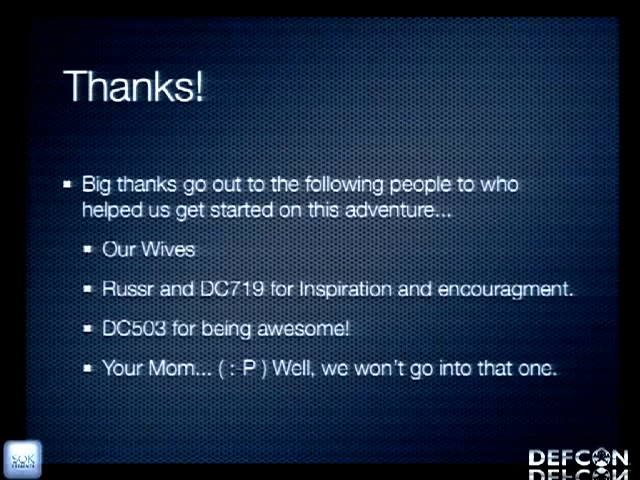 Thanks!
Big thanks go out to the following people to who
helped us get started on this adventure...
Our Wives
Russr and DC719 for Inspiration and encouragment.
DC503 for being awesome!
Your Mom... ( :-P ) Well, we won't go into that one.
DEFCON